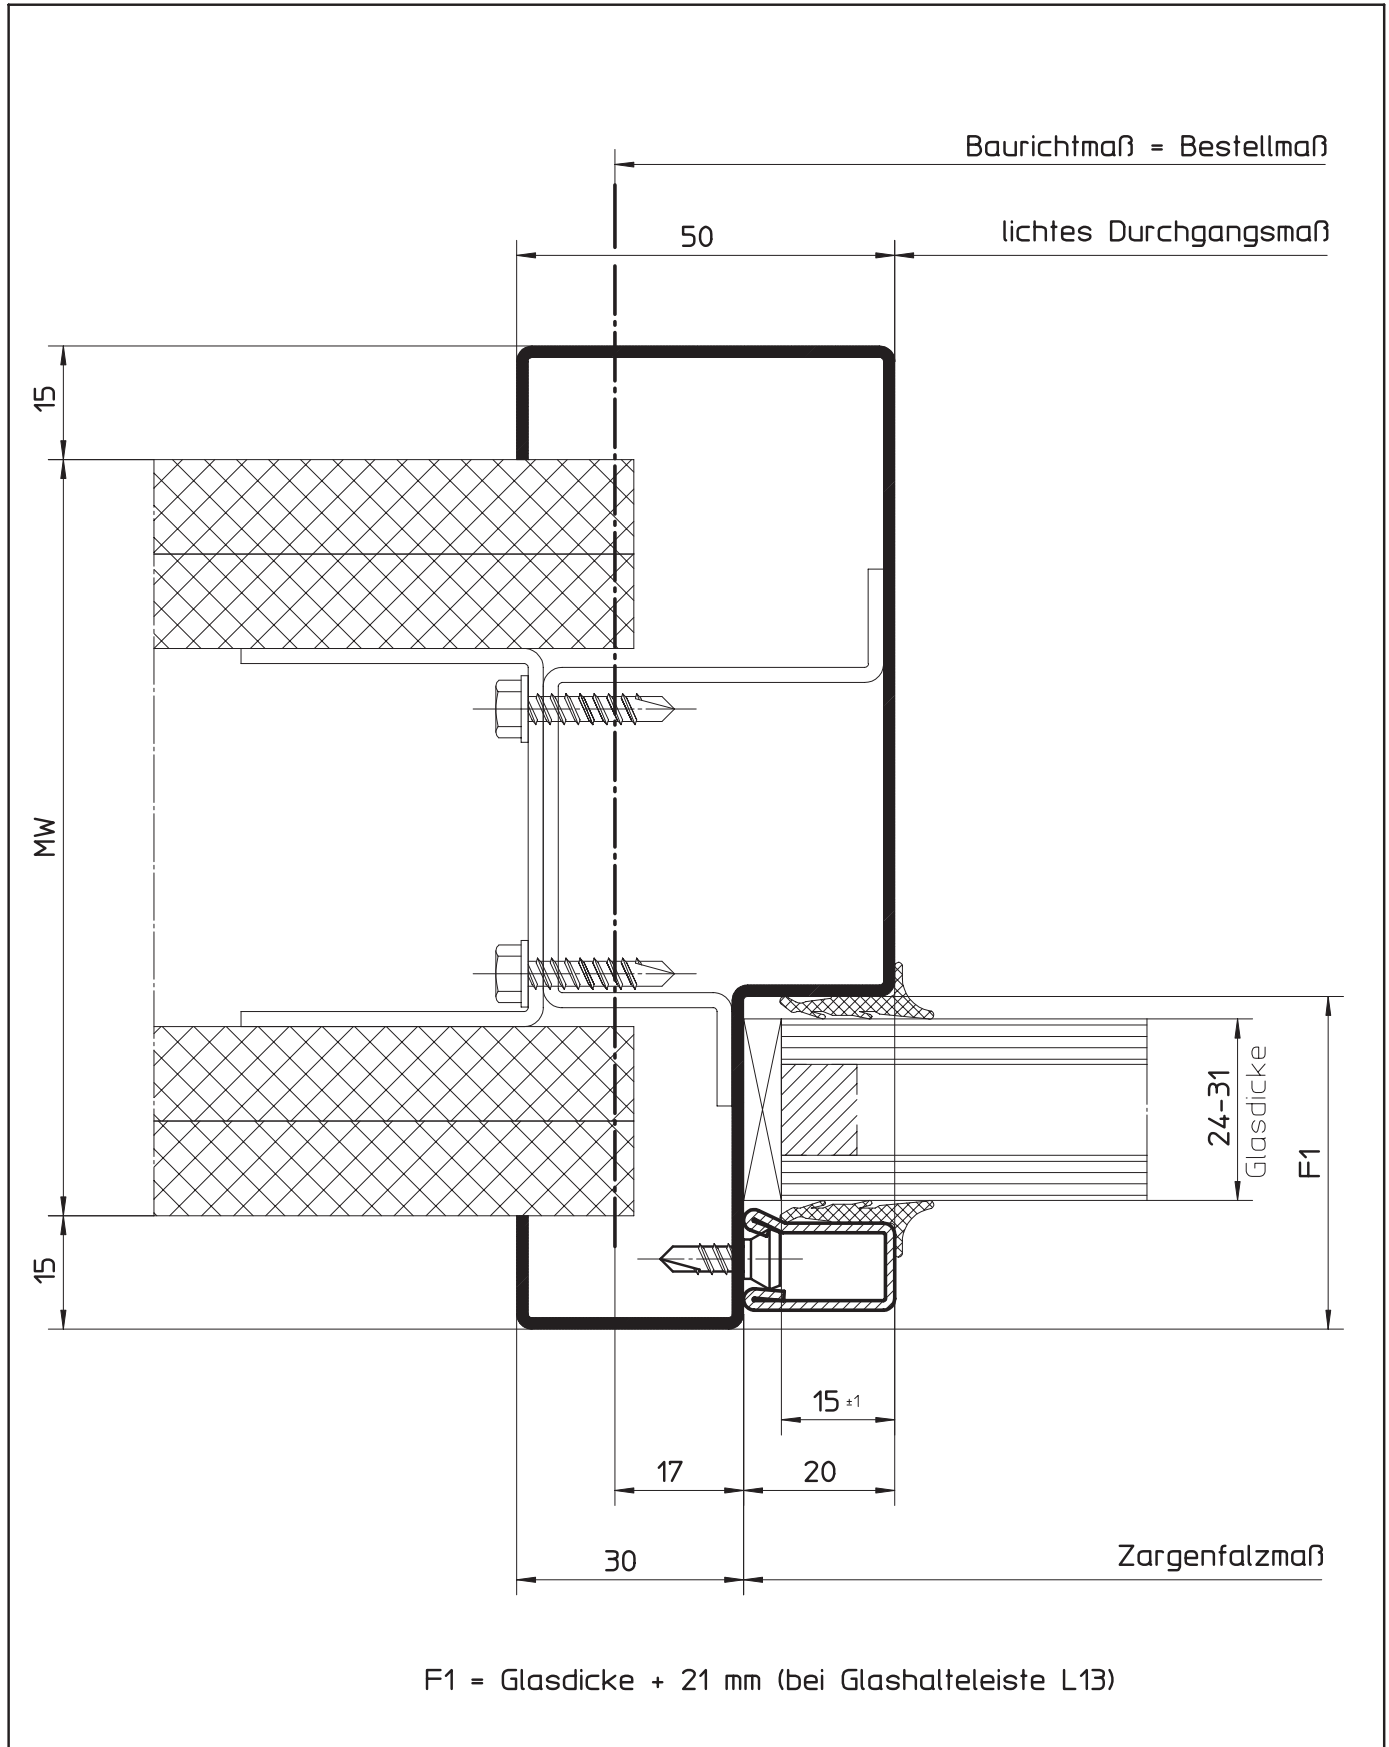 Baurichtmaß = Bestellmaß
lichtes Durchgangsmaß
50
15
MW
24-31
Glasdicke
F1
15
15 ±1
17
20
30
Zargenfalzmaß
F1 = Glasdicke + 21 mm (bei Glashalteleiste L13)